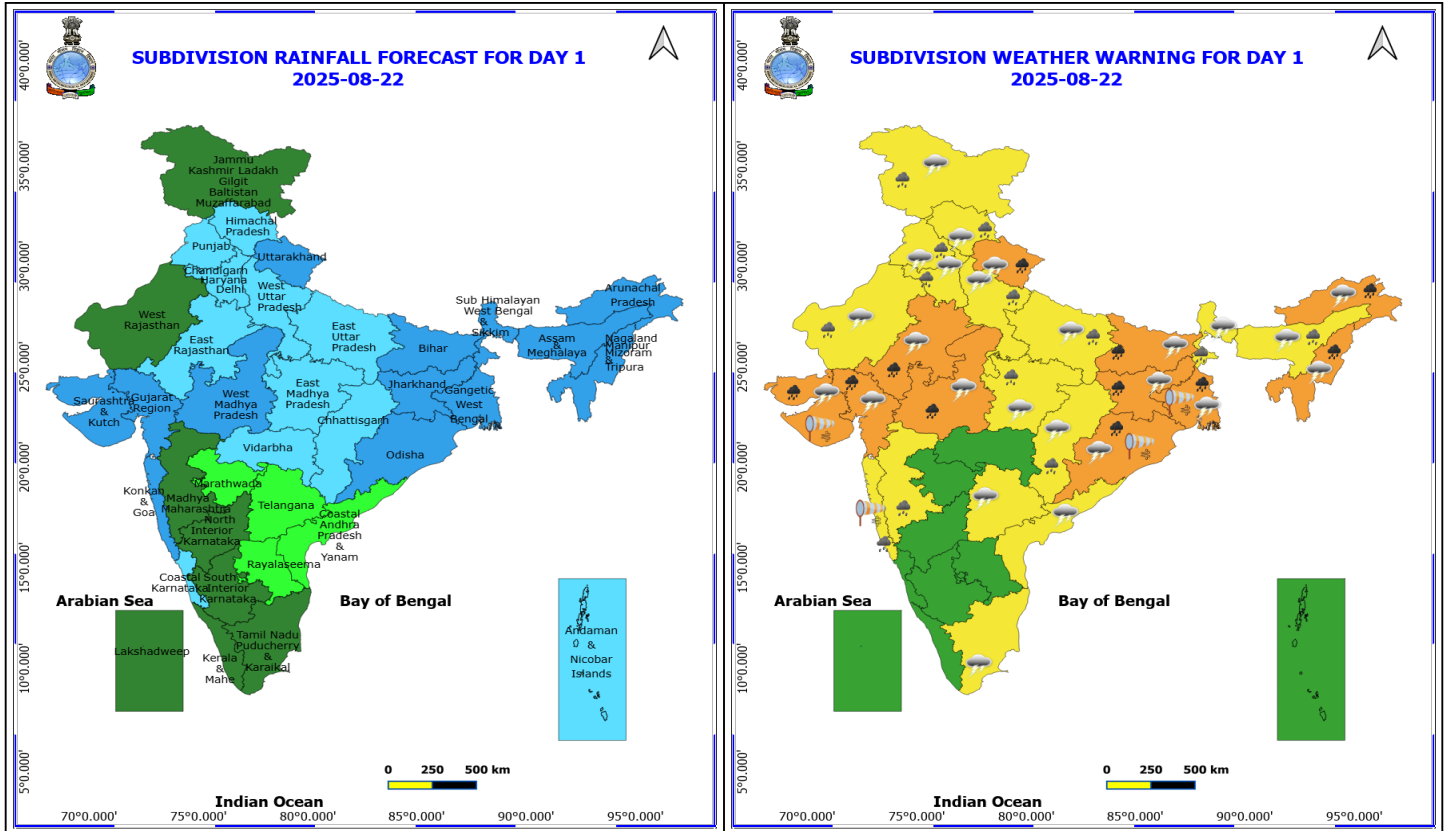 SUBDIVISION RAINFALL FORECAST FOR DAY 1
2025-08-22
40°0.000'
35°0.000'
30°0.000'
25°0.000'
20°0.000'
15°0.000'
10°0.000'
5°0.000'
Jammu
Kashmir Ladakh
Gilgit
Baltistan
Muzaffarabad
Himachal
Pradesh
Punjab
Uttarakhand
Chandigarh
Haryana
Delhi
West
Uttar
Pradesh
West
Rajasthan
East
Rajasthan
East
Uttar
Pradesh
Sub Himalayan
West Bengal
&
Sikkim
Arunachal
Pradesh
Assam
&
Meghalaya
Nagaland
Manipur
Mizoram
&
Tripura
Bihar
Jharkhand
Gangetic
West
Bengal
Saurashtra
&
Kutch
Gujarat
Region
West
Madhya
Pradesh
East
Madhya
Pradesh
Chhattisgarh
Vidarbha
Odisha
Konkan
&
Goa
Madhya
Maharashtra
Marathwada
Telangana
North
Interior
Karnataka
Coastal
Andhra
Pradesh
&
Yanam
Rayalaseema
Coastal
Karnataka
South
Interior
Karnataka
Arabian Sea
Bay of Bengal
Lakshadweep
Kerala
&
Mahe
Tamil Nadu
Puducherry
&
Karaikal
Andaman
&
Nicobar
Islands
0 250 500 km
Indian Ocean
70°0.000' 75°0.000' 80°0.000' 85°0.000' 90°0.000' 95°0.000'
SUBDIVISION WEATHER WARNING FOR DAY 1
2025-08-22
40°0.000'
35°0.000'
30°0.000'
25°0.000'
20°0.000'
15°0.000'
10°0.000'
5°0.000'
Arabian Sea
Bay of Bengal
0 250 500 km
Indian Ocean
70°0.000' 75°0.000' 80°0.000' 85°0.000' 90°0.000' 95°0.000'